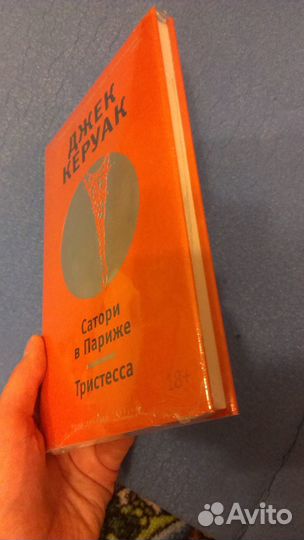 ДЖЕК
КЕРУАК
Сатори
в Париже
Тристесса
18+
Avito